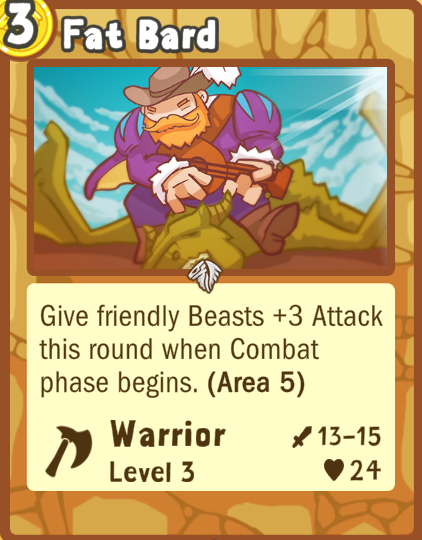 3 Fat Bard
Give friendly Beasts +3 Attack
this round when Combat
phase begins. (Area 5)
Warrior 13–15
Level 3 24